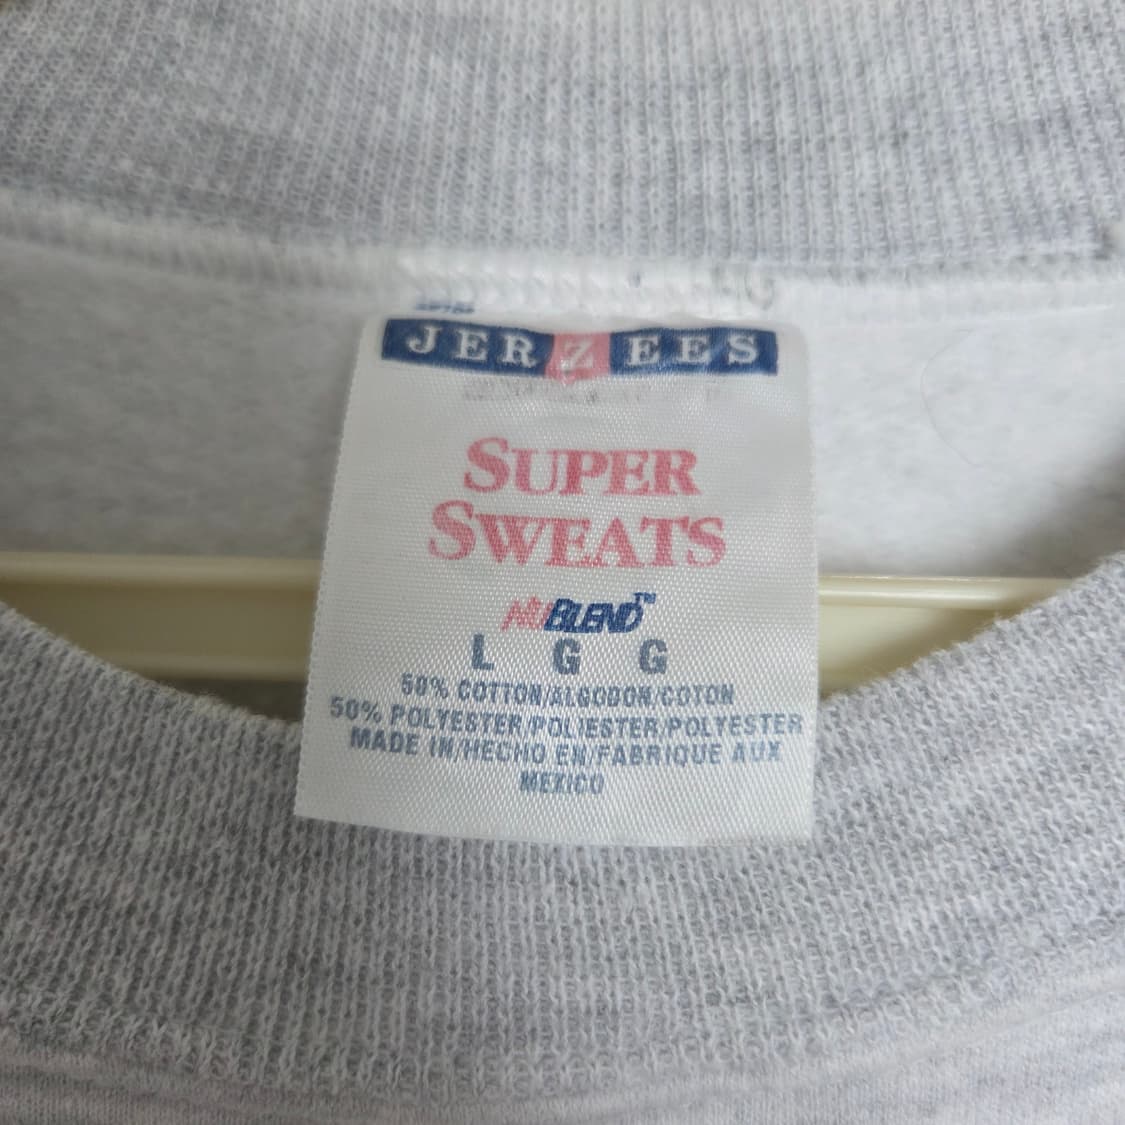 JERZEES
SUPER
SWEATS
NUBLEND™
L G G
50% COTTON/ALGODON/COTON
50% POLYESTER/POLIESTER/POLYESTER
MADE IN/HECHO EN/FABRIQUE AUX
MEXICO